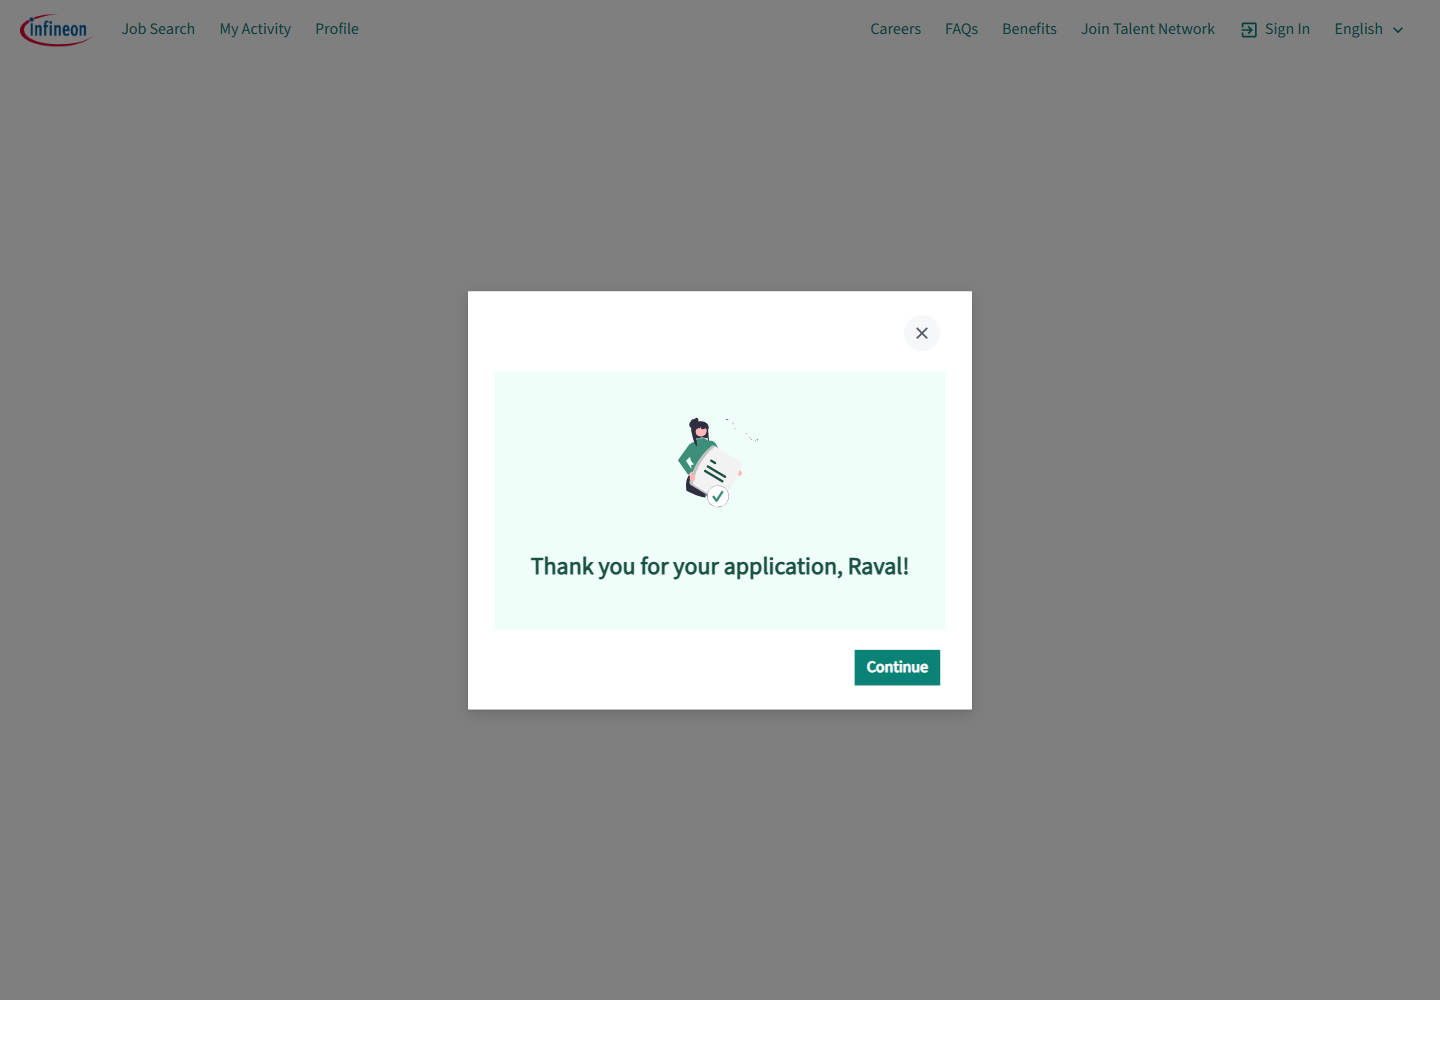 infineon
Job Search My Activity Profile Careers FAQs Benefits Join Talent Network Sign In English
Thank you for your application, Raval!
Continue